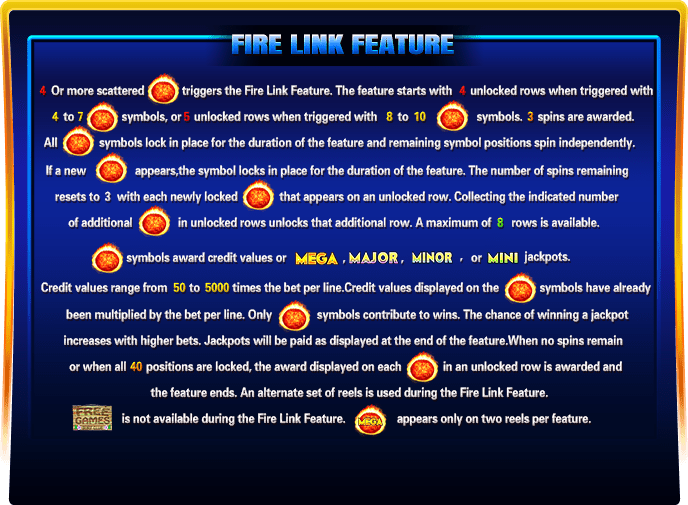 FIRE LINK FEATURE
4 Or more scattered triggers the Fire Link Feature. The feature starts with 4 unlocked rows when triggered with
4 to 7 symbols, or 5 unlocked rows when triggered with 8 to 10 symbols. 3 spins are awarded.
All symbols lock in place for the duration of the feature and remaining symbol positions spin independently.
If a new appears,the symbol locks in place for the duration of the feature. The number of spins remaining
resets to 3 with each newly locked that appears on an unlocked row. Collecting the indicated number
of additional in unlocked rows unlocks that additional row. A maximum of 8 rows is available.
symbols award credit values or MEGA , MAJOR , MINOR , or MINI jackpots.
Credit values range from 50 to 5000 times the bet per line.Credit values displayed on the symbols have already
been multiplied by the bet per line. Only symbols contribute to wins. The chance of winning a jackpot
increases with higher bets. Jackpots will be paid as displayed at the end of the feature.When no spins remain
or when all 40 positions are locked, the award displayed on each in an unlocked row is awarded and
the feature ends. An alternate set of reels is used during the Fire Link Feature.
FREE GAMES is not available during the Fire Link Feature. MEGA appears only on two reels per feature.